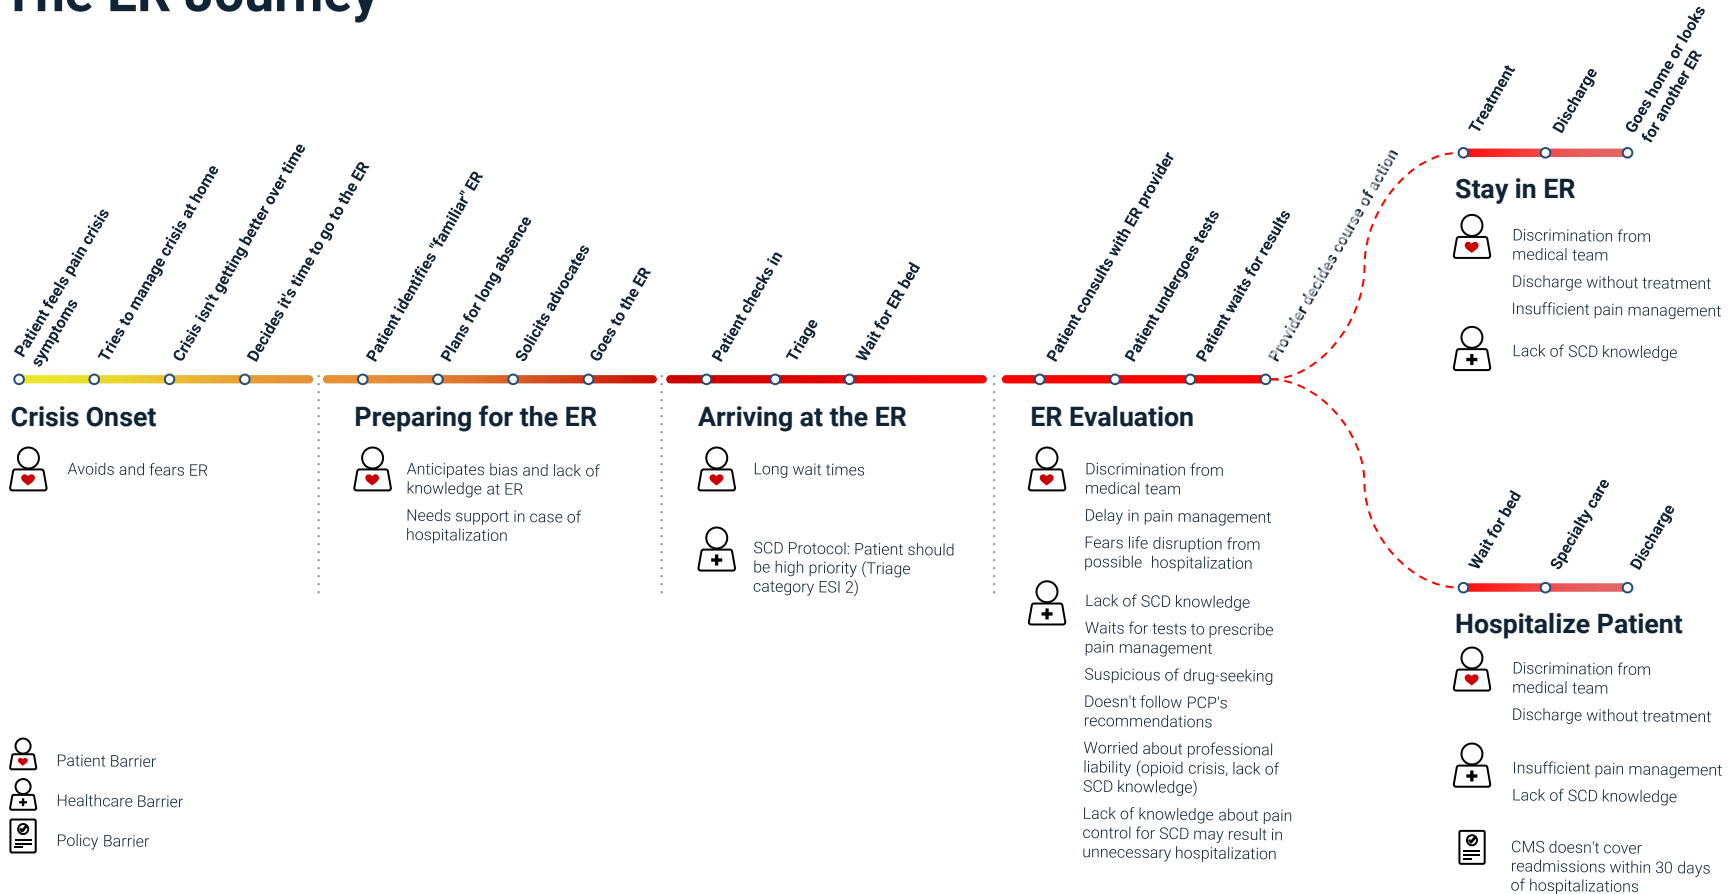 The ER Journey
Patient feels pain crisis
symptoms
Tries to manage crisis at home
Crisis isn't getting better over time
Decides it's time to go to the ER
Crisis Onset
Avoids and fears ER
Patient identifies "familiar" ER
Plans for long absence
Solicits advocates
Goes to the ER
Preparing for the ER
Anticipates bias and lack of
knowledge at ER
Needs support in case of
hospitalization
Patient checks in
Triage
Wait for ER bed
Arriving at the ER
Long wait times
SCD Protocol: Patient should
be high priority (Triage
category ESI 2)
Patient consults with ER provider
Patient undergoes tests
Patient waits for results
Provider decides course of action
ER Evaluation
Discrimination from
medical team
Delay in pain management
Fears life disruption from
possible hospitalization
Lack of SCD knowledge
Waits for tests to prescribe
pain management
Suspicious of drug-seeking
Doesn't follow PCP's
recommendations
Worried about professional
liability (opioid crisis, lack of
SCD knowledge)
Lack of knowledge about pain
control for SCD may result in
unnecessary hospitalization
Treatment
Discharge
Goes home or looks
for another ER
Stay in ER
Discrimination from
medical team
Discharge without treatment
Insufficient pain management
Lack of SCD knowledge
Wait for bed
Specialty care
Discharge
Hospitalize Patient
Discrimination from
medical team
Discharge without treatment
Insufficient pain management
Lack of SCD knowledge
CMS doesn't cover
readmissions within 30 days
of hospitalizations
Patient Barrier
Healthcare Barrier
Policy Barrier